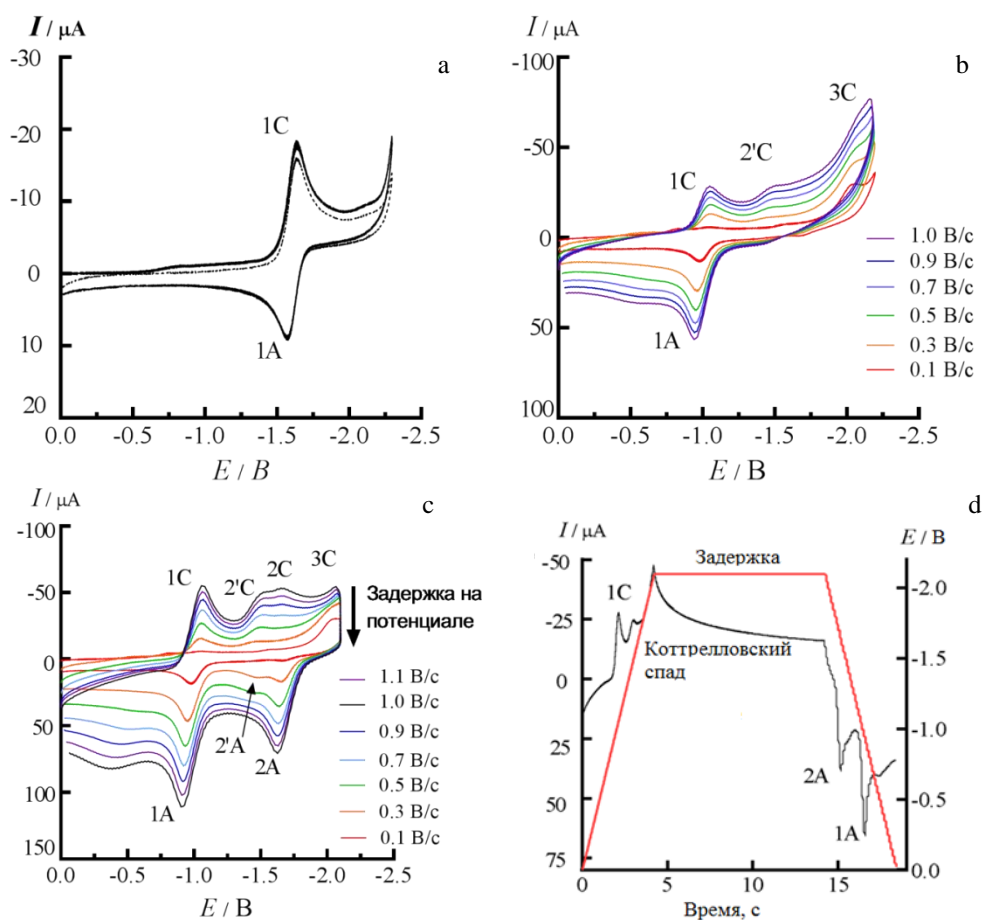 I / μA
a
-30
-20
-10
0
10
20
1C
1A
0.0
-0.5
-1.0
-1.5
-2.0
-2.5
E / В
I / μA
b
-100
-50
0
50
100
1C
2'C
3C
1A
1.0 В/с
0.9 В/с
0.7 В/с
0.5 В/с
0.3 В/с
0.1 В/с
0.0
-0.5
-1.0
-1.5
-2.0
-2.5
E / В
I / μA
c
-100
-50
0
50
100
150
1C
2'C
2C
3C
Задержка на
потенциале
2'A
2A
1A
1.1 В/с
1.0 В/с
0.9 В/с
0.7 В/с
0.5 В/с
0.3 В/с
0.1 В/с
0.0
-0.5
-1.0
-1.5
-2.0
-2.5
E / В
d
I / μA
E / В
-50
-25
0
25
50
75
Задержка
1C
Коттрелловский
спад
2A
1A
-2.0
-1.5
-1.0
-0.5
0.0
0
5
10
15
Время, с